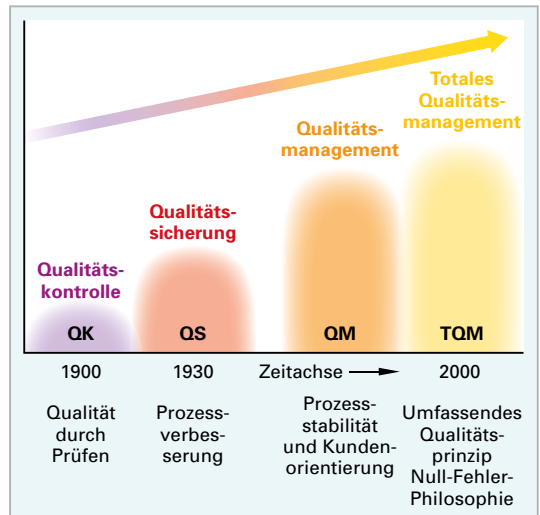 Totales
Qualitäts-
management
Qualitäts-
management
Qualitäts-
sicherung
Qualitäts-
kontrolle
QK QS QM TQM
1900 1930 Zeitachse 2000
Qualität
durch
Prüfen
Prozess-
verbes-
serung
Prozess-
stabilität
und Kunden-
orientierung
Umfassendes
Qualitäts-
prinzip
Null-Fehler-
Philosophie